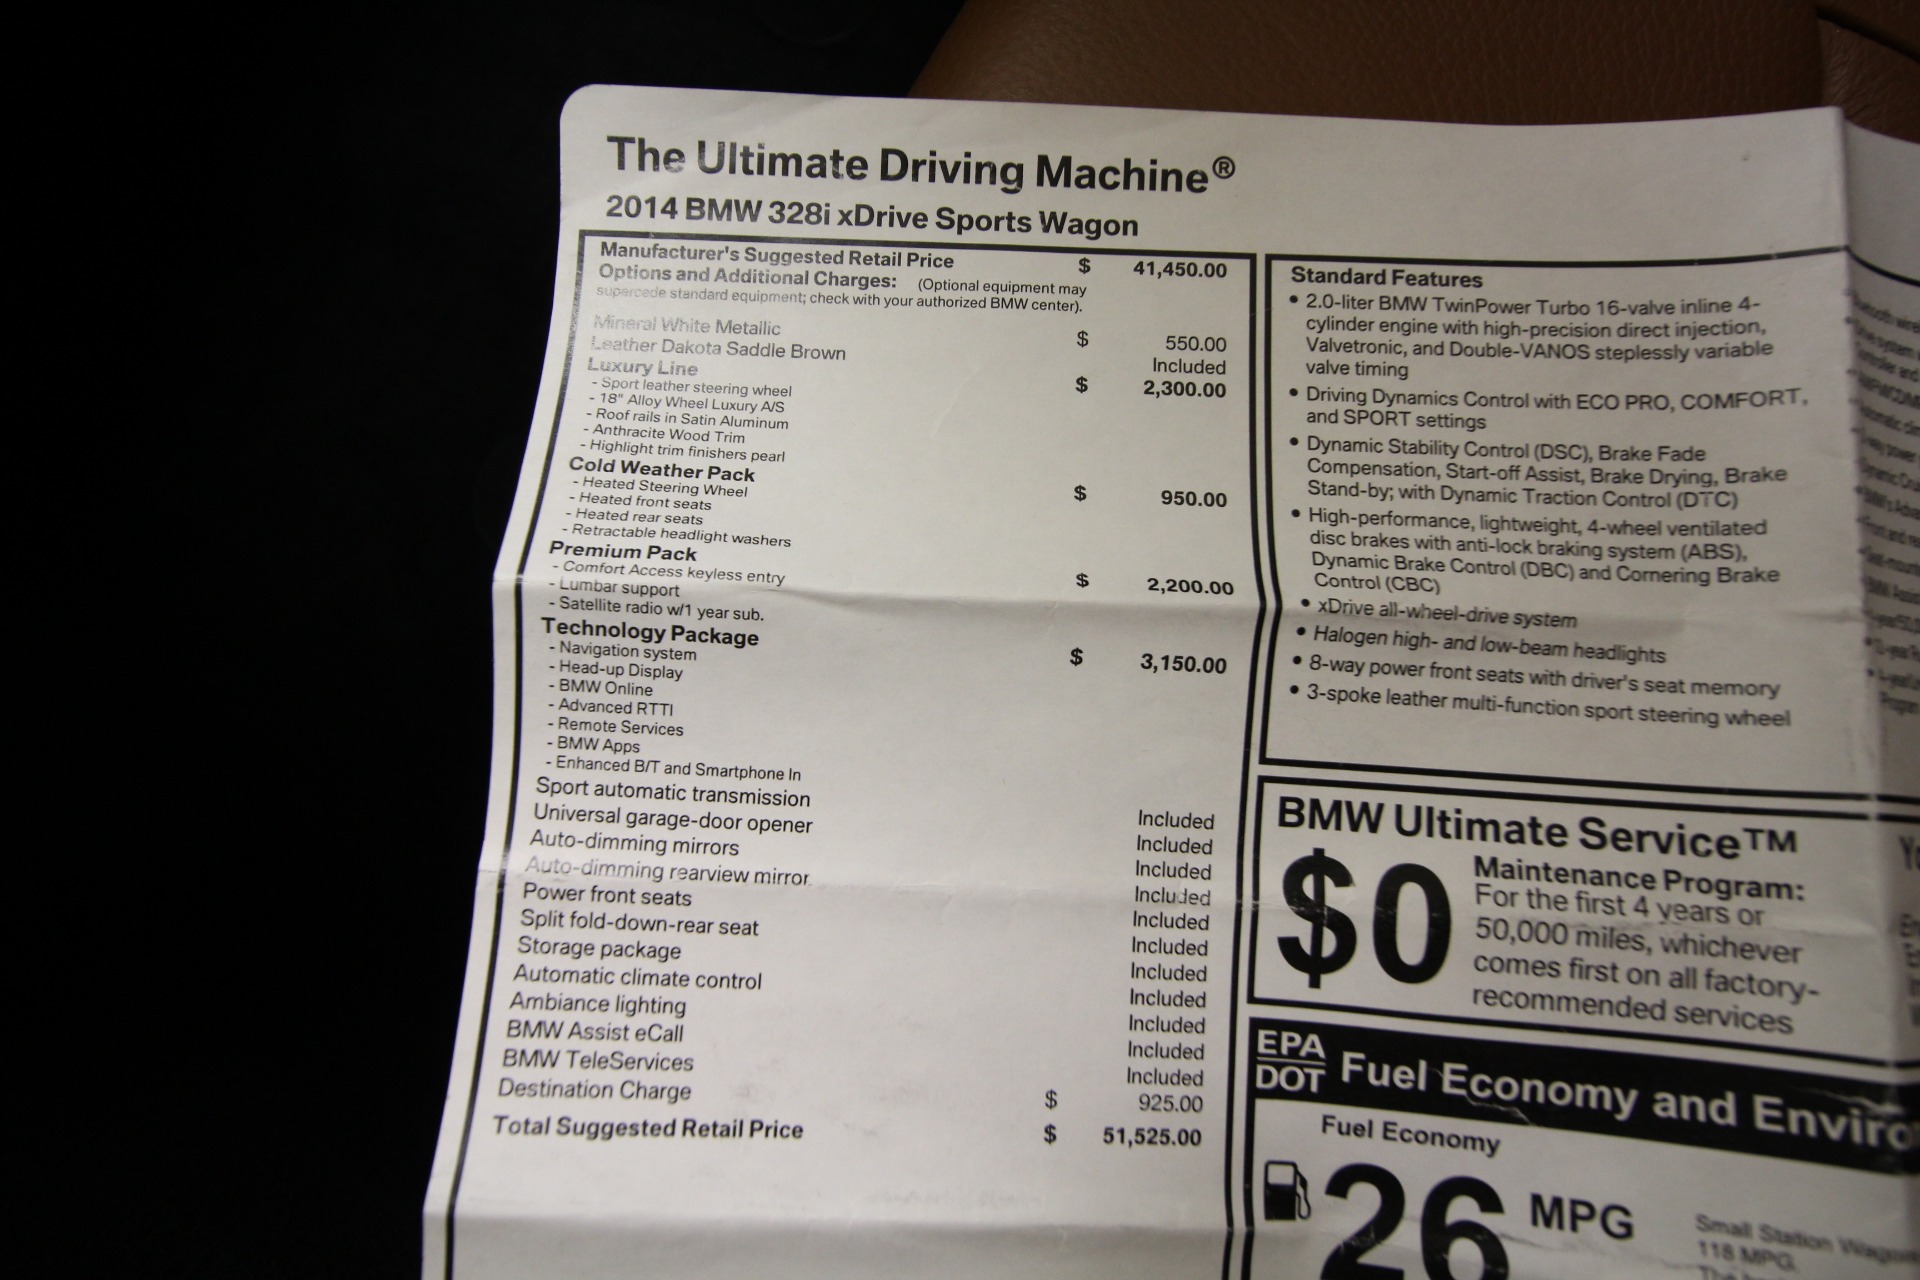 The Ultimate Driving Machine®
2014 BMW 328i xDrive Sports Wagon
Manufacturer's Suggested Retail Price $ 41,450.00
Options and Additional Charges: (Optional equipment may
supercede standard equipment; check with your authorized BMW center).
Mineral White Metallic $ 550.00
Leather Dakota Saddle Brown Included
Luxury Line $ 2,300.00
- Sport leather steering wheel
- 18" Alloy Wheel Luxury A/S
- Roof rails in Satin Aluminum
- Anthracite Wood Trim
- Highlight trim finishers pearl
Cold Weather Pack $ 950.00
- Heated Steering Wheel
- Heated front seats
- Heated rear seats
- Retractable headlight washers
Premium Pack $ 2,200.00
- Comfort Access keyless entry
- Lumbar support
- Satellite radio w/1 year sub.
Technology Package $ 3,150.00
- Navigation system
- Head-up Display
- BMW Online
- Advanced RTTI
- Remote Services
- BMW Apps
- Enhanced B/T and Smartphone In
Sport automatic transmission Included
Universal garage-door opener Included
Auto-dimming mirrors Included
Auto-dimming rearview mirror Included
Power front seats Included
Split fold-down-rear seat Included
Storage package Included
Automatic climate control Included
Ambiance lighting Included
BMW Assist eCall Included
BMW TeleServices Included
Destination Charge $ 925.00
Total Suggested Retail Price $ 51,525.00
Standard Features
• 2.0-liter BMW TwinPower Turbo 16-valve inline 4-
cylinder engine with high-precision direct injection,
Valvetronic, and Double-VANOS steplessly variable
valve timing
• Driving Dynamics Control with ECO PRO, COMFORT,
and SPORT settings
• Dynamic Stability Control (DSC), Brake Fade
Compensation, Start-off Assist, Brake Drying, Brake
Stand-by; with Dynamic Traction Control (DTC)
• High-performance, lightweight, 4-wheel ventilated
disc brakes with anti-lock braking system (ABS),
Dynamic Brake Control (DBC) and Cornering Brake
Control (CBC)
• xDrive all-wheel-drive system
• Halogen high- and low-beam headlights
• 8-way power front seats with driver's seat memory
• 3-spoke leather multi-function sport steering wheel
BMW Ultimate Service™
$0
Maintenance Program:
For the first 4 years or
50,000 miles, whichever
comes first on all factory-
recommended services
EPA
DOT
Fuel Economy and Enviro
Fuel Economy
26 MPG
Small Station Wagons
118 MPG.